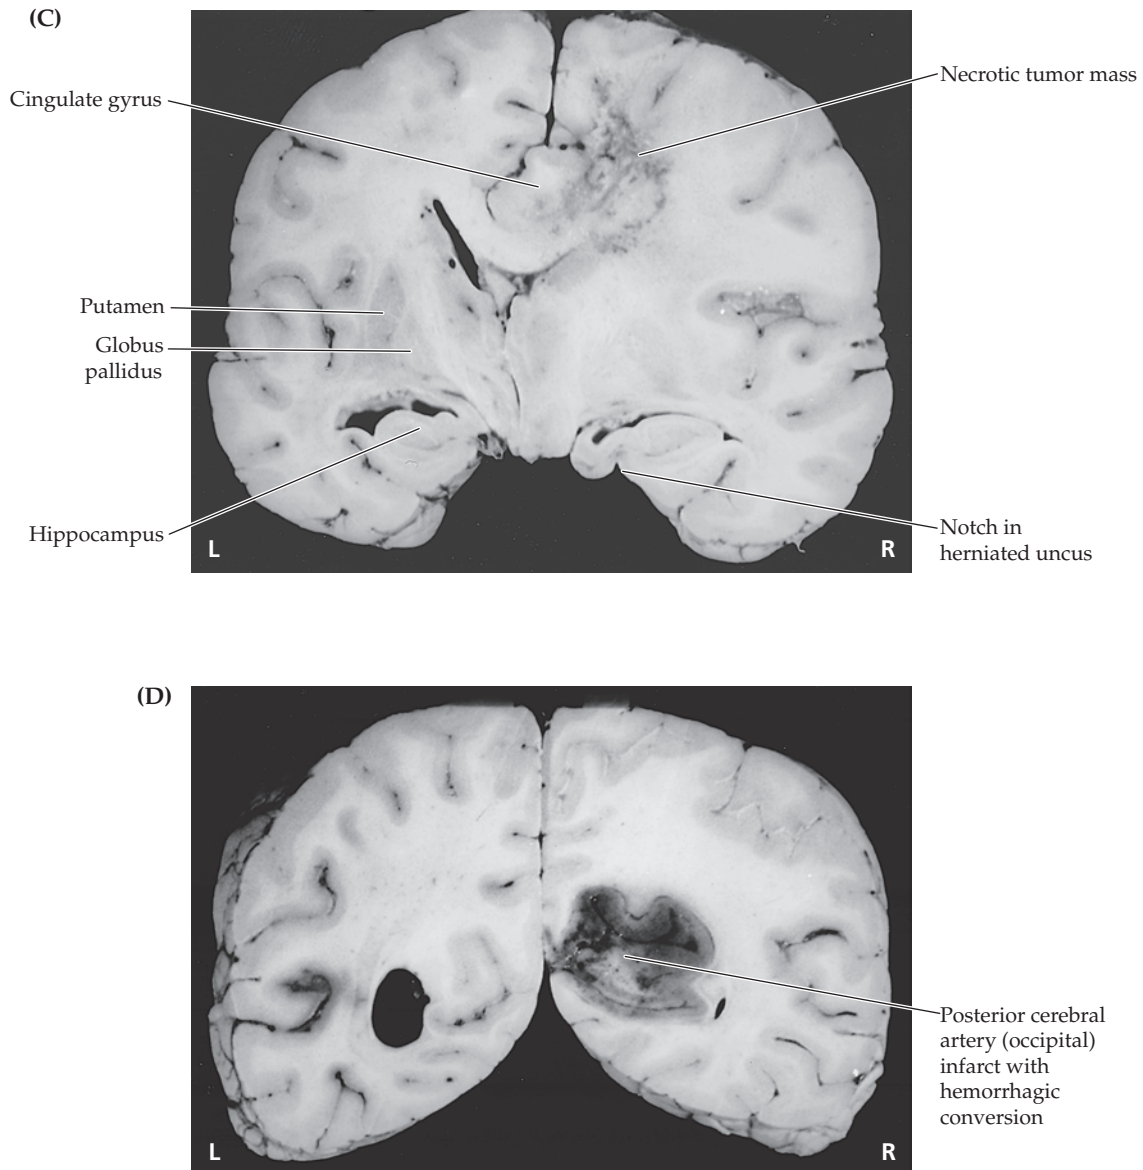 (C)
Cingulate gyrus
Necrotic tumor mass
Putamen
Globus
pallidus
Hippocampus
Notch in
herniated uncus
L
R
(D)
Posterior cerebral
artery (occipital)
infarct with
hemorrhagic
conversion
L
R